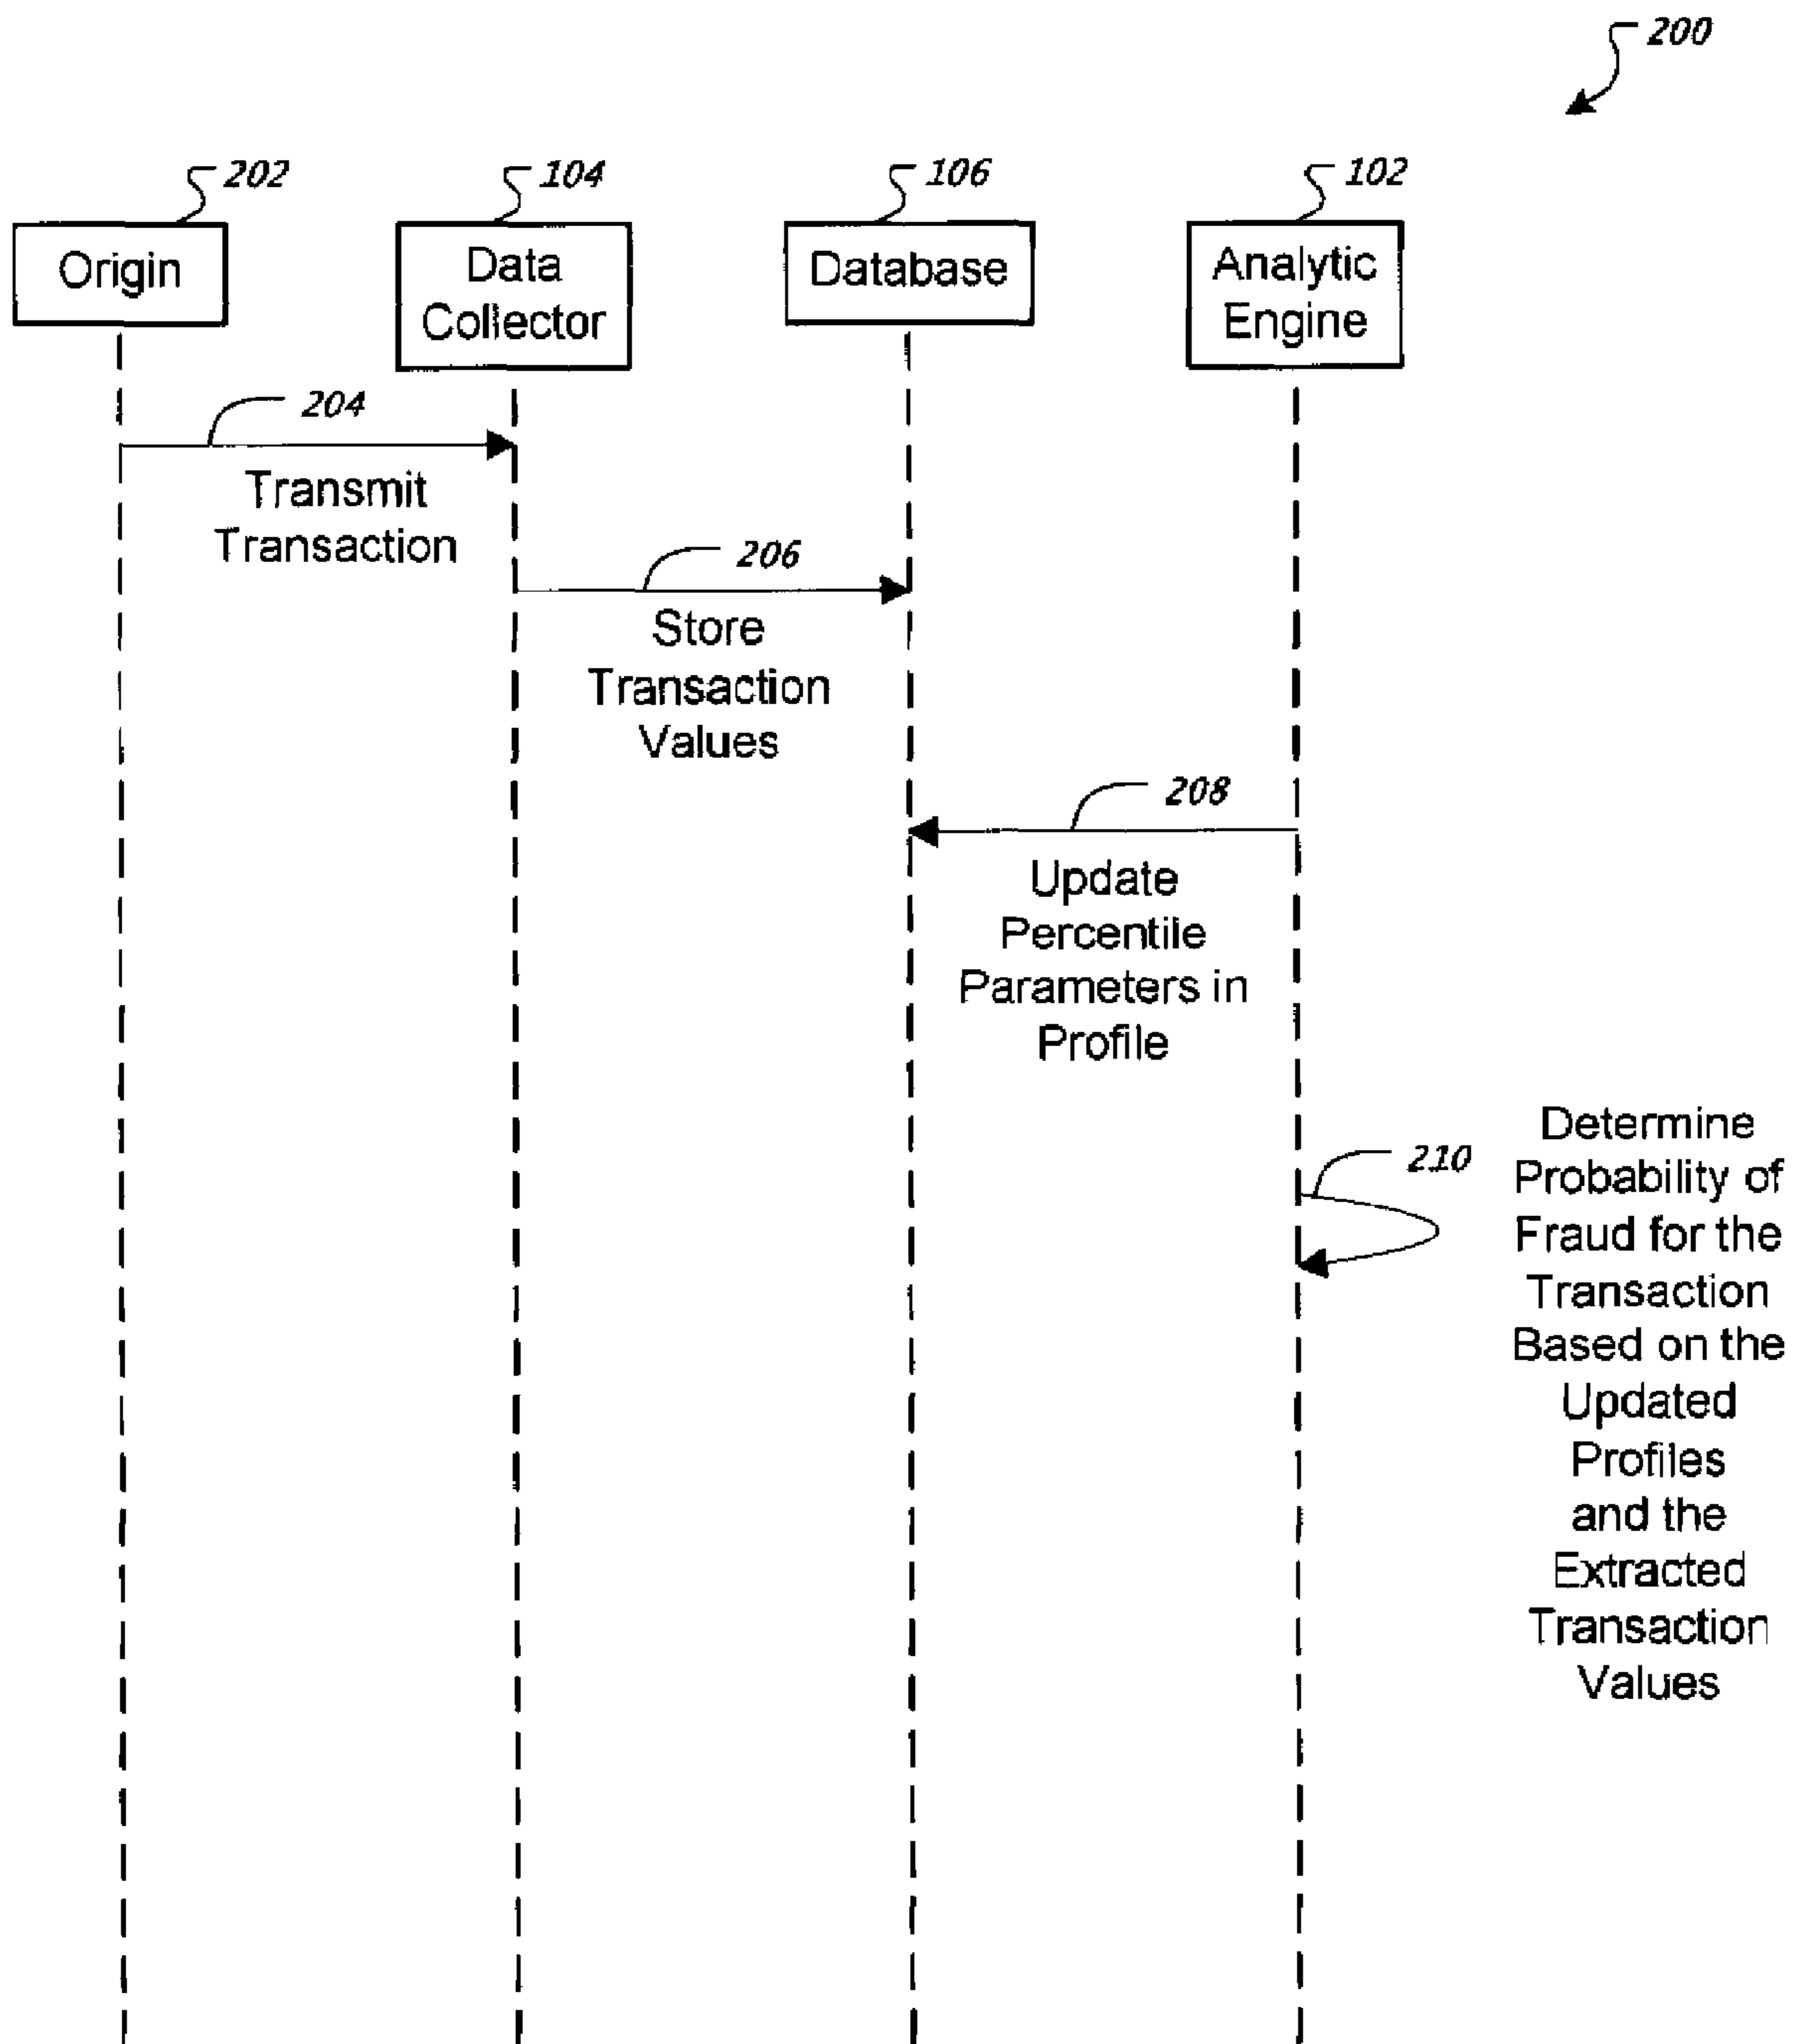 200
202
104
106
102
Origin
Data
Collector
Database
Analytic
Engine
204
Transmit
Transaction
206
Store
Transaction
Values
208
Update
Percentile
Parameters in
Profile
210
Determine
Probability of
Fraud for the
Transaction
Based on the
Updated
Profiles
and the
Extracted
Transaction
Values